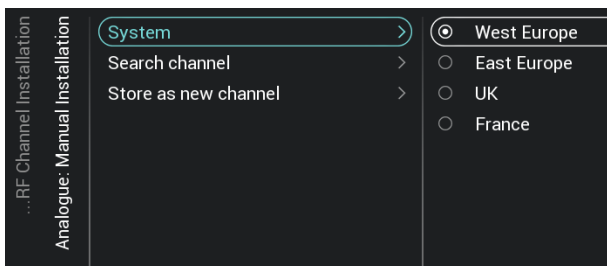 ...RF Channel Installation
Analogue: Manual Installation
System
Search channel
Store as new channel
West Europe
East Europe
UK
France